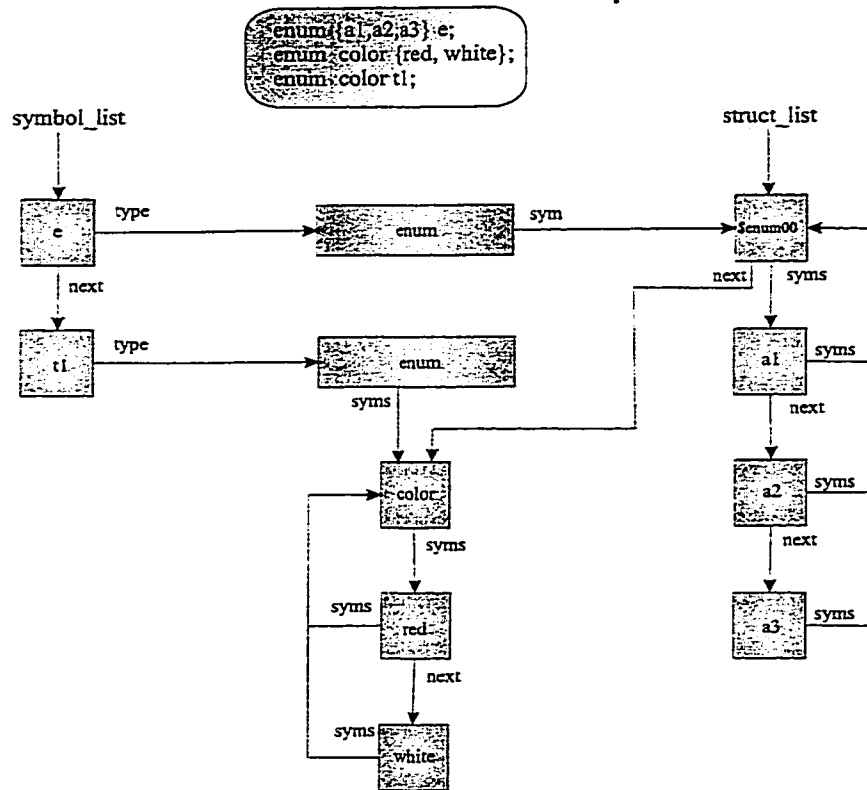 enum {a1,a2,a3} e;
enum color {red, white};
enum color t1;
symbol_list
struct_list
e
type
enum
sym
$enum00
next
next
syms
t1
type
enum
a1
syms
syms
next
color
a2
syms
syms
next
syms
red
a3
syms
next
syms
white